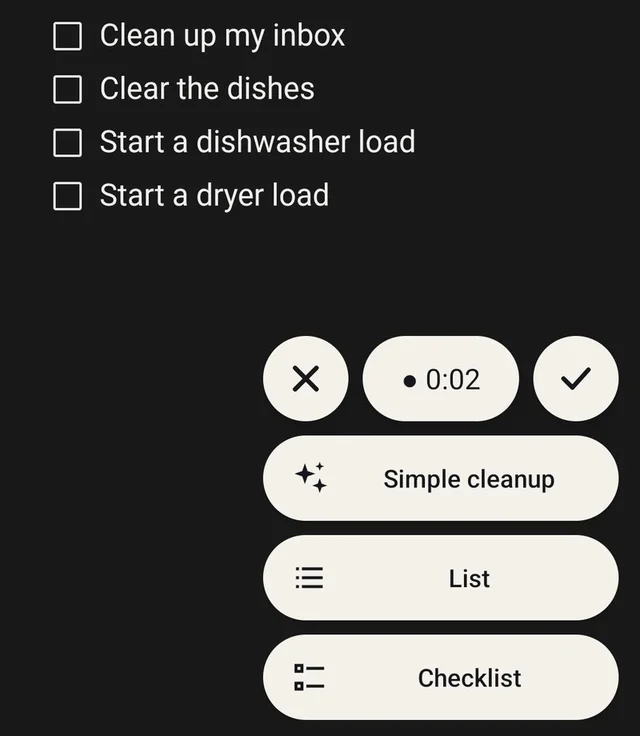 Clean up my inbox
Clear the dishes
Start a dishwasher load
Start a dryer load
0:02
Simple cleanup
List
Checklist